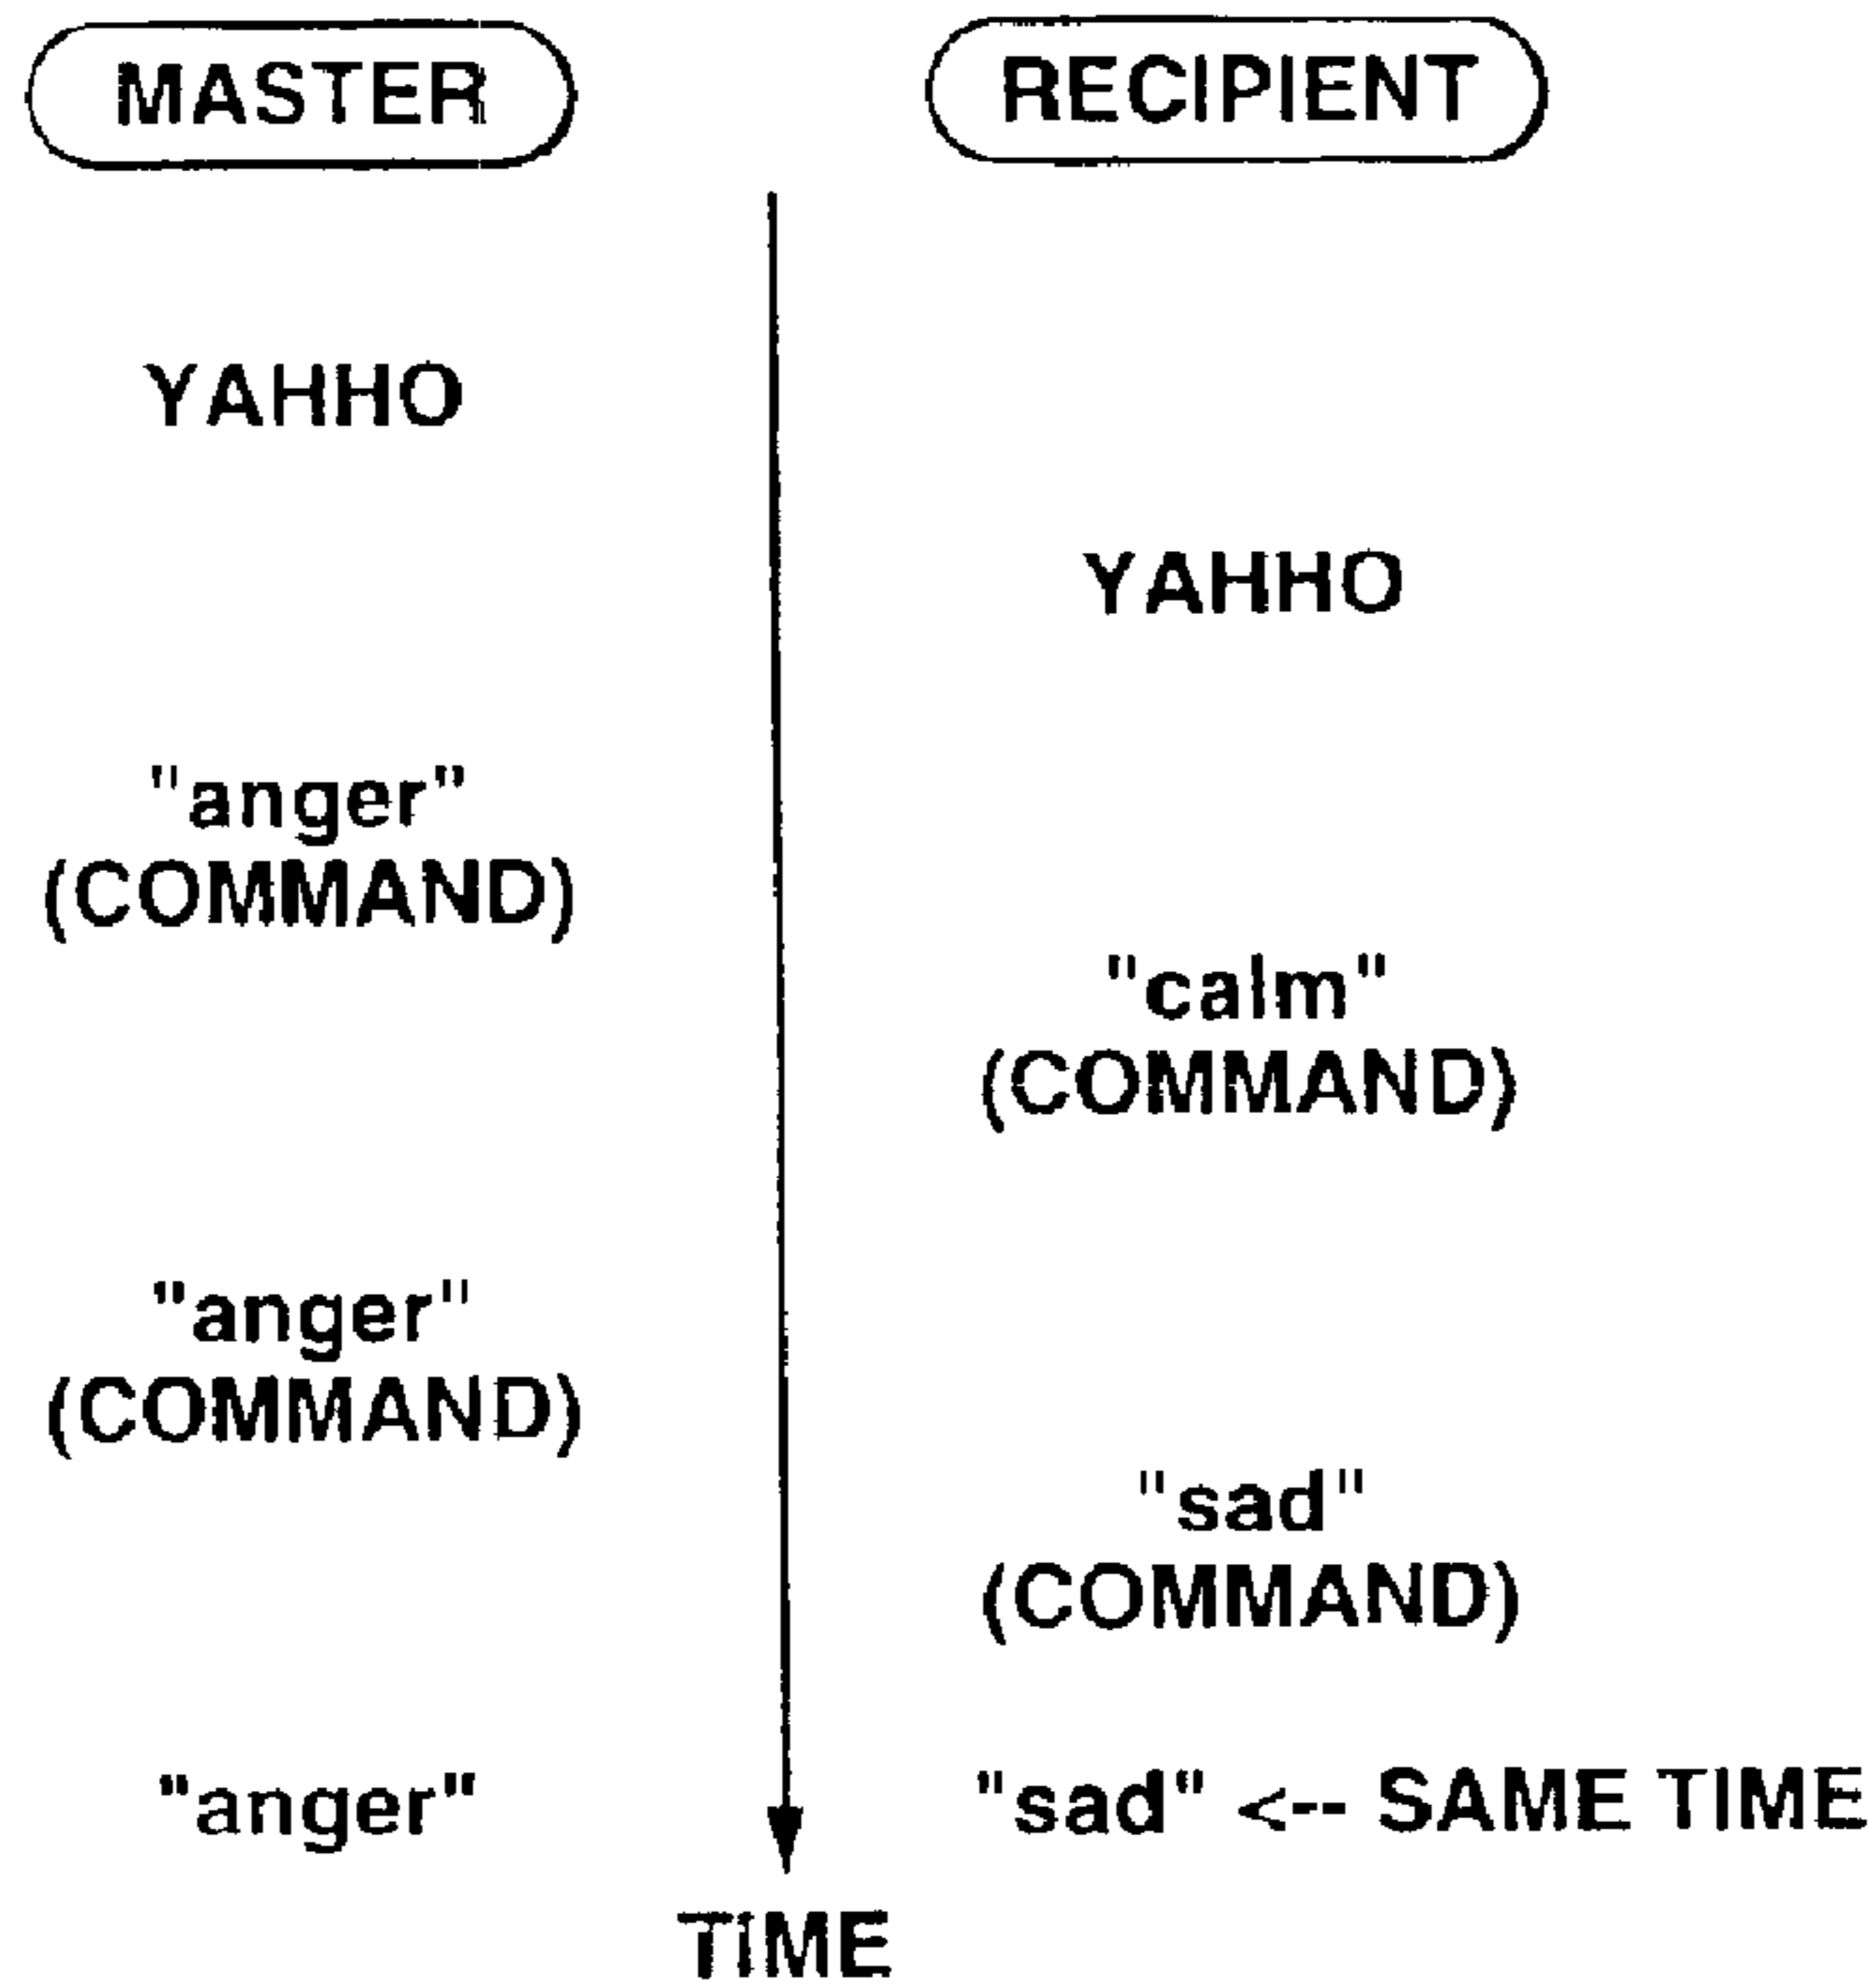 MASTER
RECIPIENT
YAHHO
YAHHO
"anger"
(COMMAND)
"calm"
(COMMAND)
"anger"
(COMMAND)
"sad"
(COMMAND)
"anger"
"sad" <-- SAME TIME
TIME